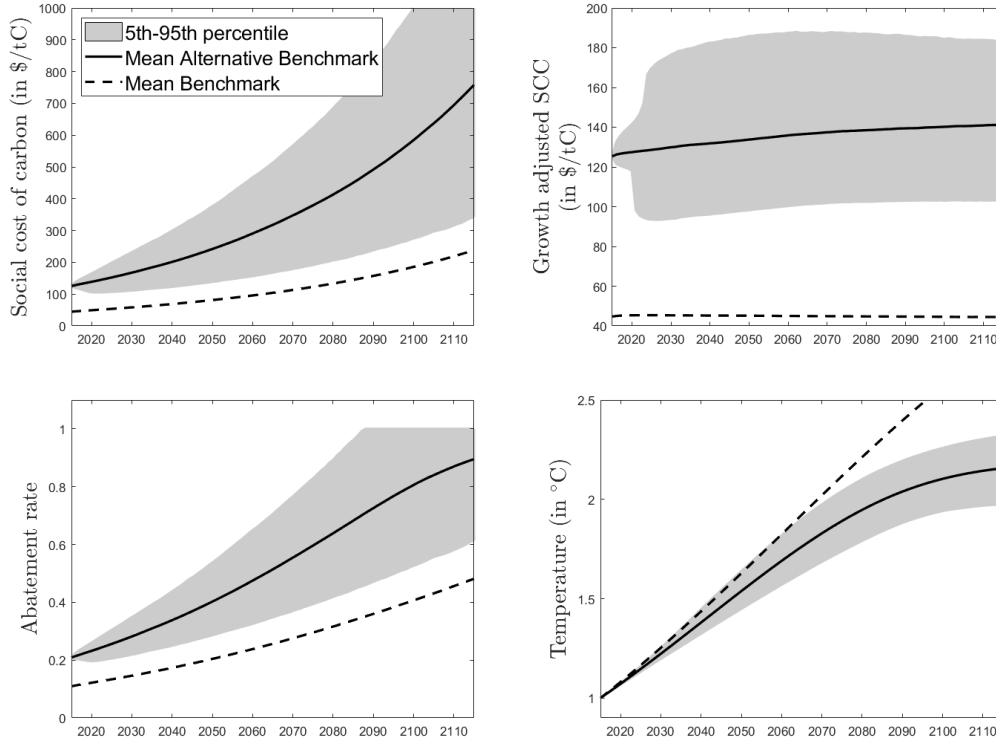 Social cost of carbon (in $/tC)
1000
900
800
700
600
500
400
300
200
100
0
5th-95th percentile
Mean Alternative Benchmark
Mean Benchmark
2020 2030 2040 2050 2060 2070 2080 2090 2100 2110
Growth adjusted SCC
(in $/tC)
200
180
160
140
120
100
80
60
40
2020 2030 2040 2050 2060 2070 2080 2090 2100 2110
Abatement rate
1
0.8
0.6
0.4
0.2
0
2020 2030 2040 2050 2060 2070 2080 2090 2100 2110
Temperature (in °C)
2.5
2
1.5
1
2020 2030 2040 2050 2060 2070 2080 2090 2100 2110